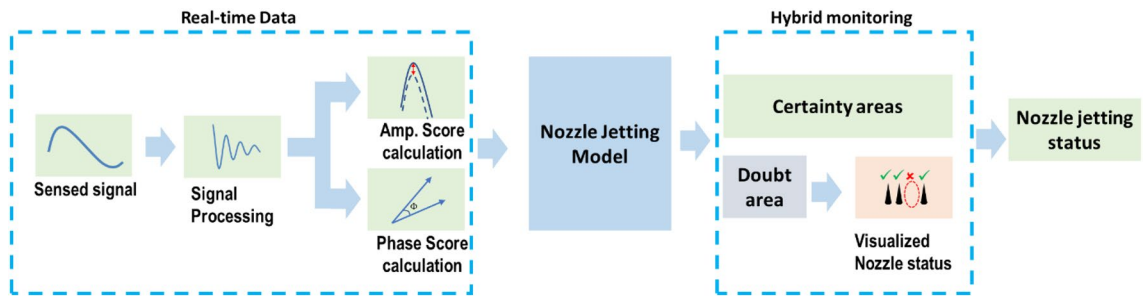 Real-time Data
Hybrid monitoring
Sensed signal
Signal
Processing
Amp. Score
calculation
Φ
Phase Score
calculation
Nozzle Jetting
Model
Certainty areas
Doubt
area
Visualized
Nozzle status
Nozzle jetting
status